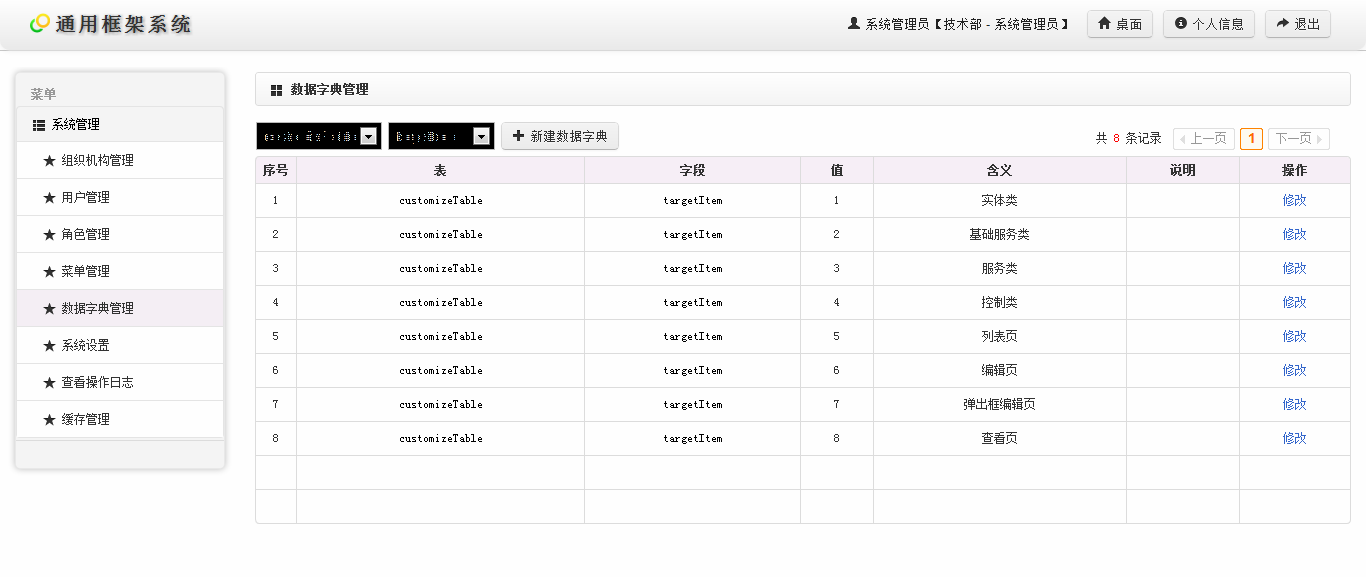 通用框架系统
系统管理员【技术部 - 系统管理员】 桌面 个人信息 退出
菜单
系统管理
组织机构管理
用户管理
角色管理
菜单管理
数据字典管理
系统设置
查看操作日志
缓存管理
数据字典管理
新建数据字典 共 8 条记录 上一页 1 下一页
序号 表 字段 值 含义 说明 操作
1 customizeTable targetItem 1 实体类 修改
2 customizeTable targetItem 2 基础服务类 修改
3 customizeTable targetItem 3 服务类 修改
4 customizeTable targetItem 4 控制类 修改
5 customizeTable targetItem 5 列表页 修改
6 customizeTable targetItem 6 编辑页 修改
7 customizeTable targetItem 7 弹出框编辑页 修改
8 customizeTable targetItem 8 查看页 修改